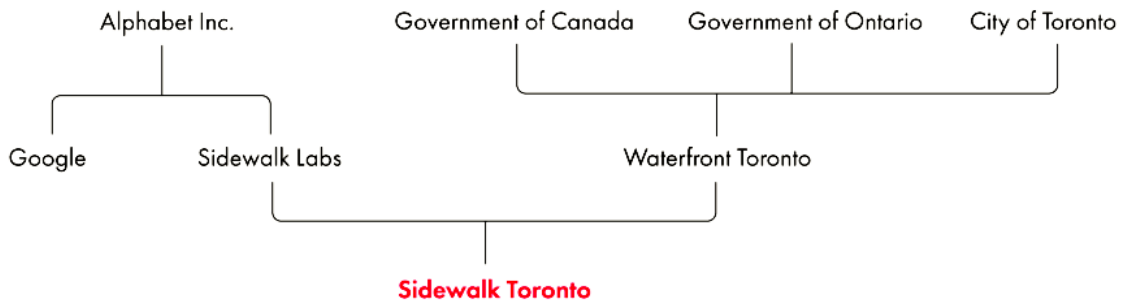 Alphabet Inc. Government of Canada Government of Ontario City of Toronto
Google Sidewalk Labs Waterfront Toronto
Sidewalk Toronto